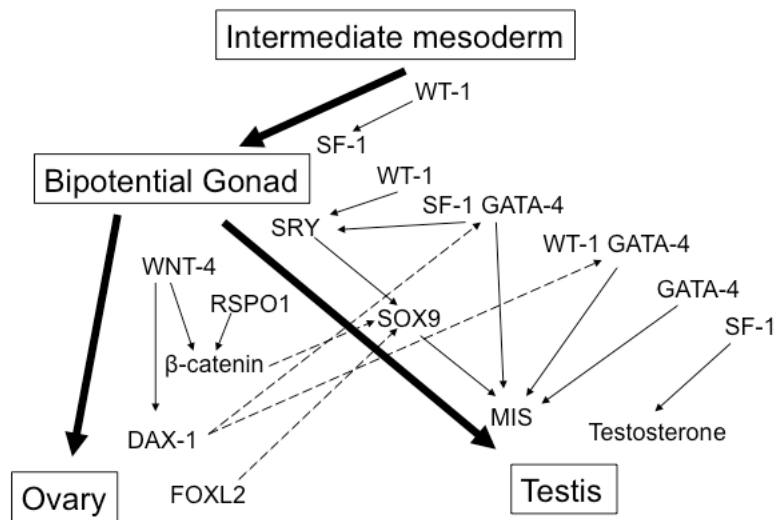 Intermediate mesoderm
WT-1
SF-1
Bipotential Gonad
WT-1
SF-1 GATA-4
SRY
WT-1 GATA-4
WNT-4
GATA-4
RSPO1
SOX9
SF-1
β-catenin
MIS
Testosterone
DAX-1
FOXL2
Ovary
Testis